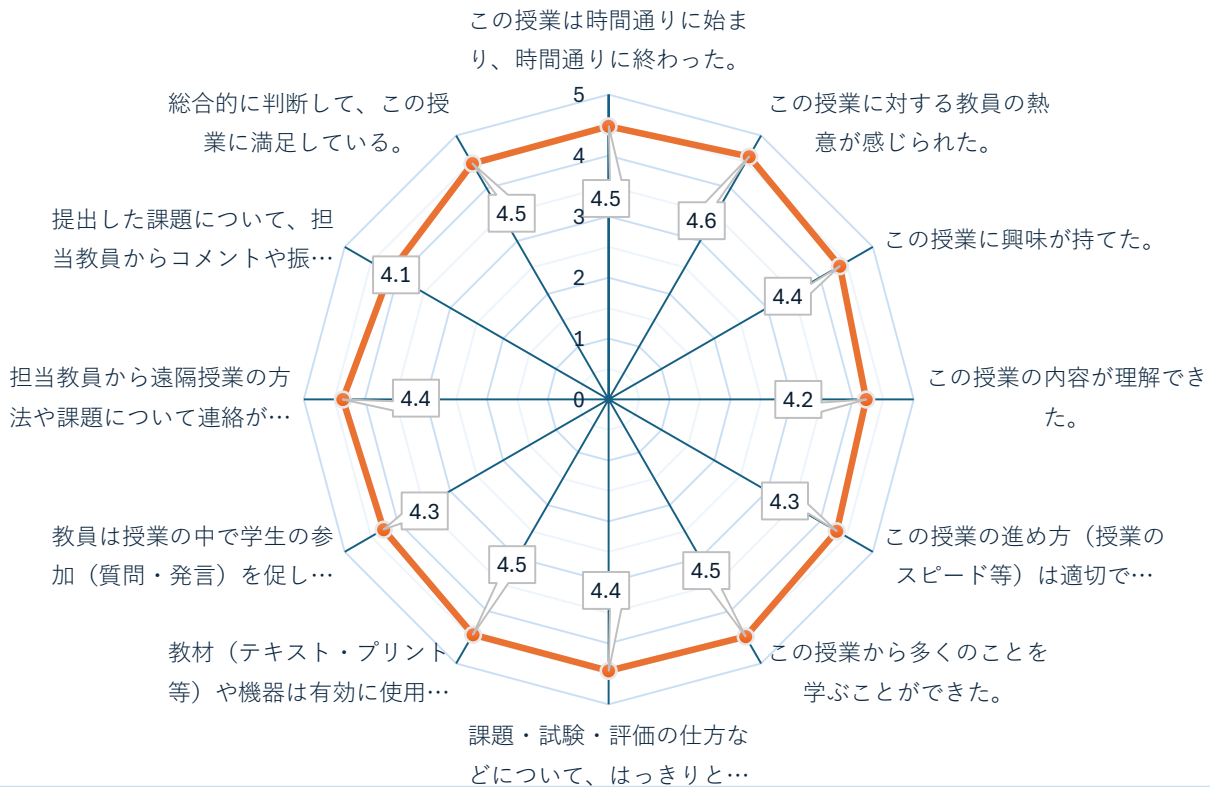 この授業は時間通りに始ま
り、時間通りに終わった。
この授業に対する教員の熱
意が感じられた。
この授業に興味が持てた。
この授業の内容が理解でき
た。
この授業の進め方（授業の
スピード等）は適切で…
この授業から多くのことを
学ぶことができた。
課題・試験・評価の仕方な
どについて、はっきりと…
教材（テキスト・プリント
等）や機器は有効に使用…
教員は授業の中で学生の参
加（質問・発言）を促し…
担当教員から遠隔授業の方
法や課題について連絡が…
提出した課題について、担
当教員からコメントや振…
総合的に判断して、この授
業に満足している。
5
4
3
2
1
0
4.5
4.6
4.4
4.2
4.3
4.5
4.4
4.5
4.3
4.4
4.1
4.5